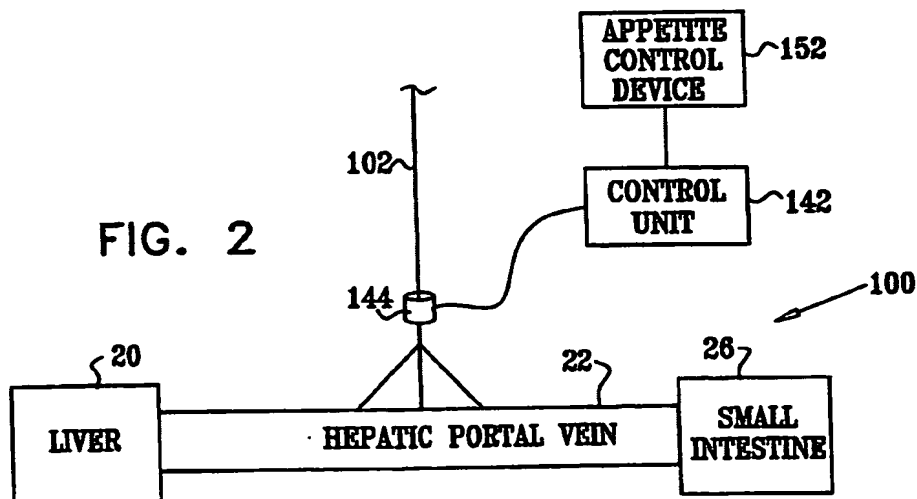 APPETITE
CONTROL
DEVICE
152
102
CONTROL
UNIT
142
FIG. 2
144
100
20
22
26
LIVER
HEPATIC PORTAL VEIN
SMALL
INTESTINE